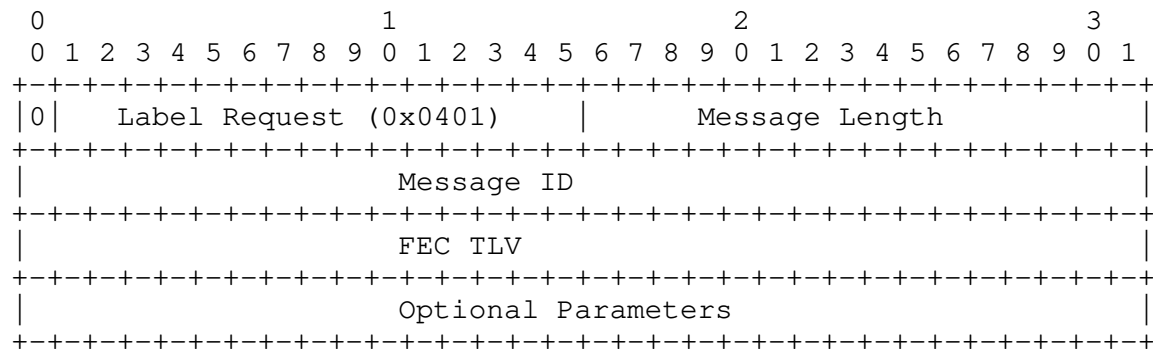 0                   1                   2                   3
0 1 2 3 4 5 6 7 8 9 0 1 2 3 4 5 6 7 8 9 0 1 2 3 4 5 6 7 8 9 0 1
+-+-+-+-+-+-+-+-+-+-+-+-+-+-+-+-+-+-+-+-+-+-+-+-+-+-+-+-+-+-+-+-+
|0|   Label Request (0x0401)    |      Message Length           |
+-+-+-+-+-+-+-+-+-+-+-+-+-+-+-+-+-+-+-+-+-+-+-+-+-+-+-+-+-+-+-+-+
|                     Message ID                                |
+-+-+-+-+-+-+-+-+-+-+-+-+-+-+-+-+-+-+-+-+-+-+-+-+-+-+-+-+-+-+-+-+
|                     FEC TLV                                   |
+-+-+-+-+-+-+-+-+-+-+-+-+-+-+-+-+-+-+-+-+-+-+-+-+-+-+-+-+-+-+-+-+
|                     Optional Parameters                       |
+-+-+-+-+-+-+-+-+-+-+-+-+-+-+-+-+-+-+-+-+-+-+-+-+-+-+-+-+-+-+-+-+